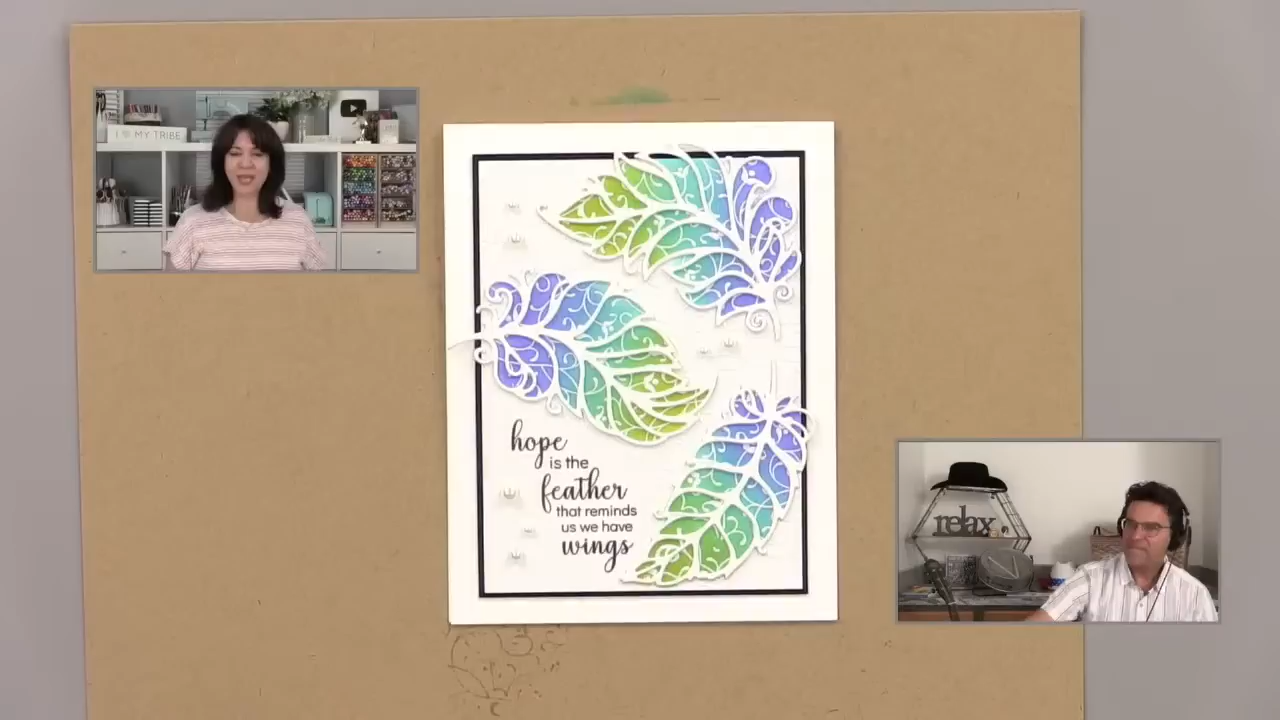 I ♡ MY TRIBE
hope
is the
feather
that reminds
us we have
wings
relax